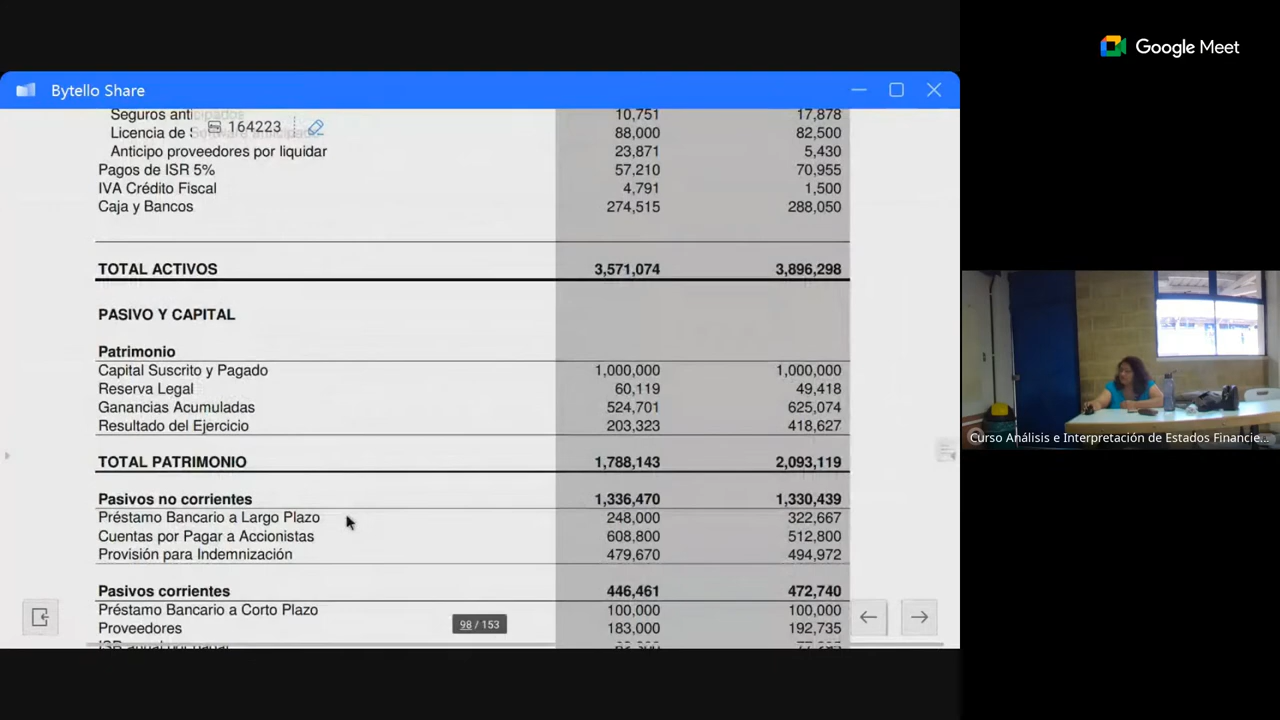 Google Meet
Bytello Share
Seguros anticipados 10,751 17,878
164223
Licencia de 88,000 82,500
Anticipo proveedores por liquidar 23,871 5,430
Pagos de ISR 5% 57,210 70,955
IVA Crédito Fiscal 4,791 1,500
Caja y Bancos 274,515 288,050
TOTAL ACTIVOS 3,571,074 3,896,298
PASIVO Y CAPITAL
Patrimonio
Capital Suscrito y Pagado 1,000,000 1,000,000
Reserva Legal 60,119 49,418
Ganancias Acumuladas 524,701 625,074
Resultado del Ejercicio 203,323 418,627
TOTAL PATRIMONIO 1,788,143 2,093,119
Pasivos no corrientes 1,336,470 1,330,439
Préstamo Bancario a Largo Plazo 248,000 322,667
Cuentas por Pagar a Accionistas 608,800 512,800
Provisión para Indemnización 479,670 494,972
Pasivos corrientes 446,461 472,740
Préstamo Bancario a Corto Plazo 100,000 100,000
Proveedores 183,000 192,735
98 / 153
Curso Análisis e Interpretación de Estados Financie...